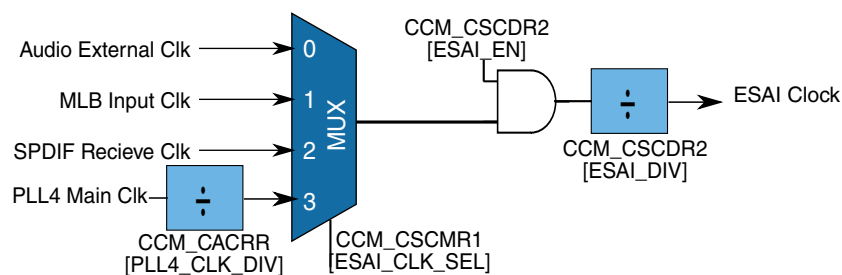 Audio External Clk
0
CCM_CSCDR2
[ESAI_EN]
MLB Input Clk
1
MUX
÷
ESAI Clock
SPDIF Recieve Clk
2
CCM_CSCDR2
[ESAI_DIV]
PLL4 Main Clk
÷
3
CCM_CACRR
[PLL4_CLK_DIV]
CCM_CSCMR1
[ESAI_CLK_SEL]